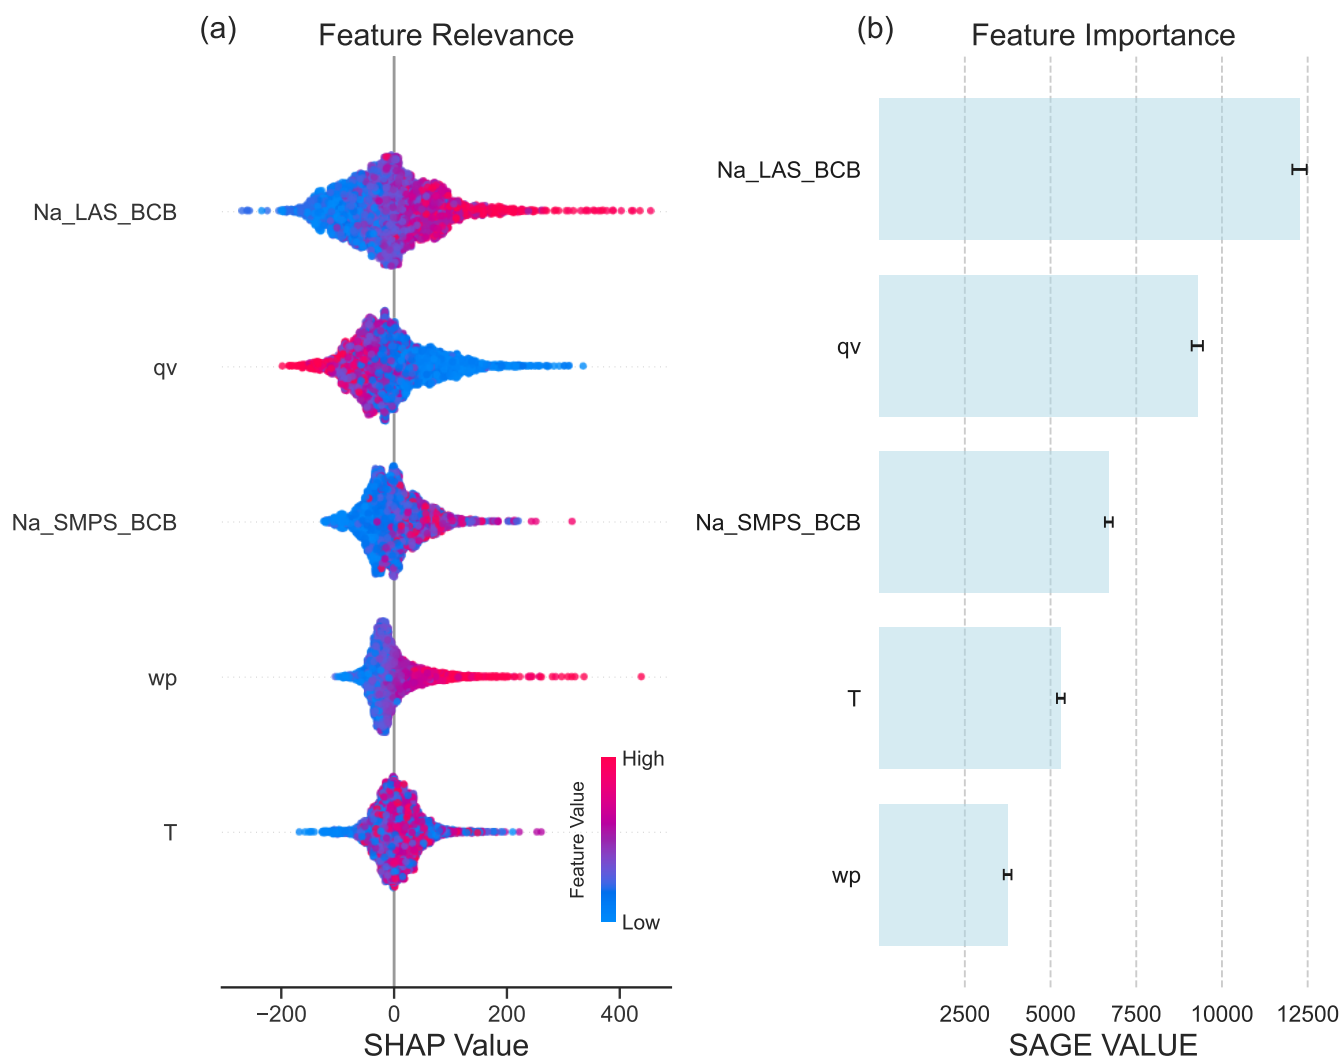 (a)
Feature Relevance
Na_LAS_BCB
qv
Na_SMPS_BCB
wp
T
High
Feature Value
Low
−200
0
200
400
SHAP Value
(b)
Feature Importance
Na_LAS_BCB
qv
Na_SMPS_BCB
T
wp
2500
5000
7500
10000
12500
SAGE VALUE